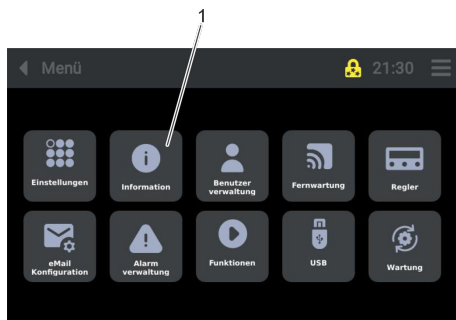 1
Menü
21:30
Einstellungen
Information
Benutzer
verwaltung
Fernwartung
Regler
eMail
Konfiguration
Alarm
verwaltung
Funktionen
USB
Wartung